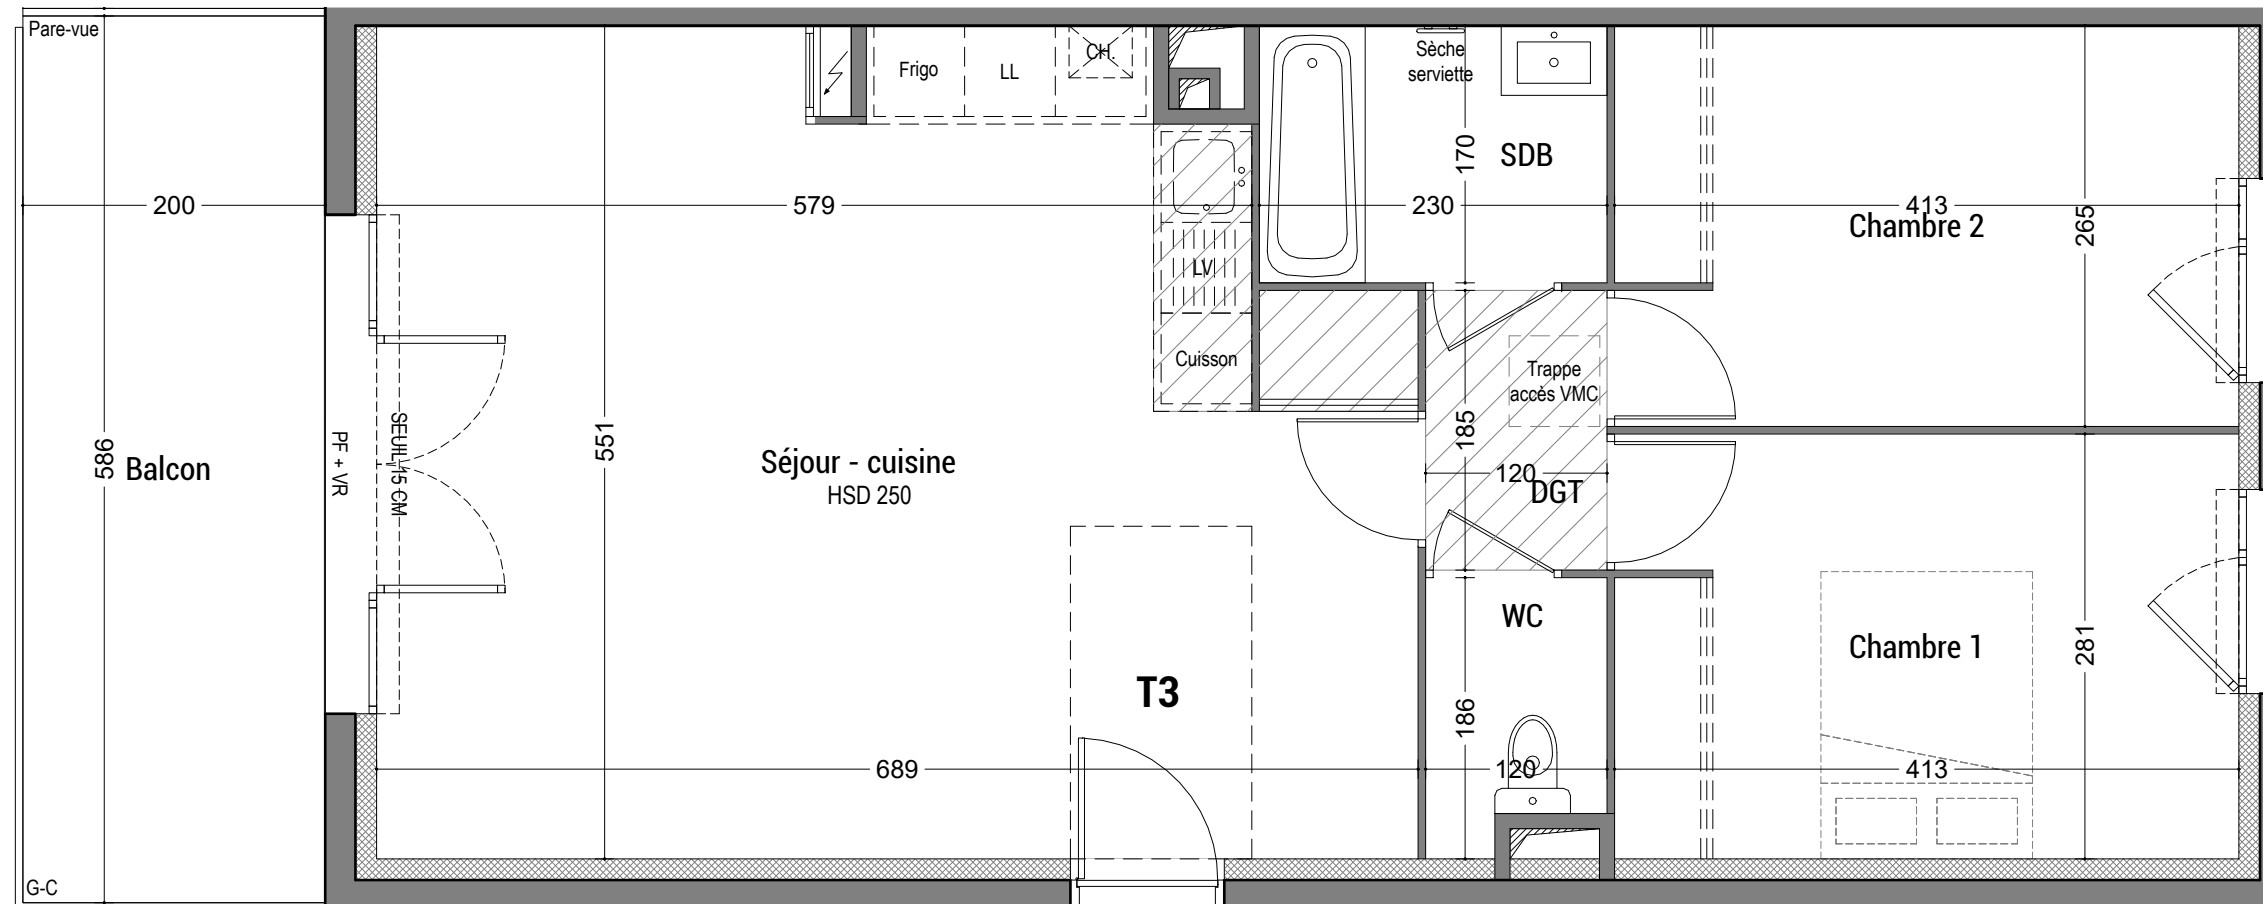 Pare-vue
Frigo
LL
CH.
Sèche
serviette
170
SDB
200
579
230
413
Chambre 2
265
LV
Cuisson
Trappe
accès VMC
185
120
DGT
586
Balcon
PF + VR
SEUIL 15 CM
551
Séjour - cuisine
HSD 250
WC
Chambre 1
281
T3
186
689
120
413
G-C